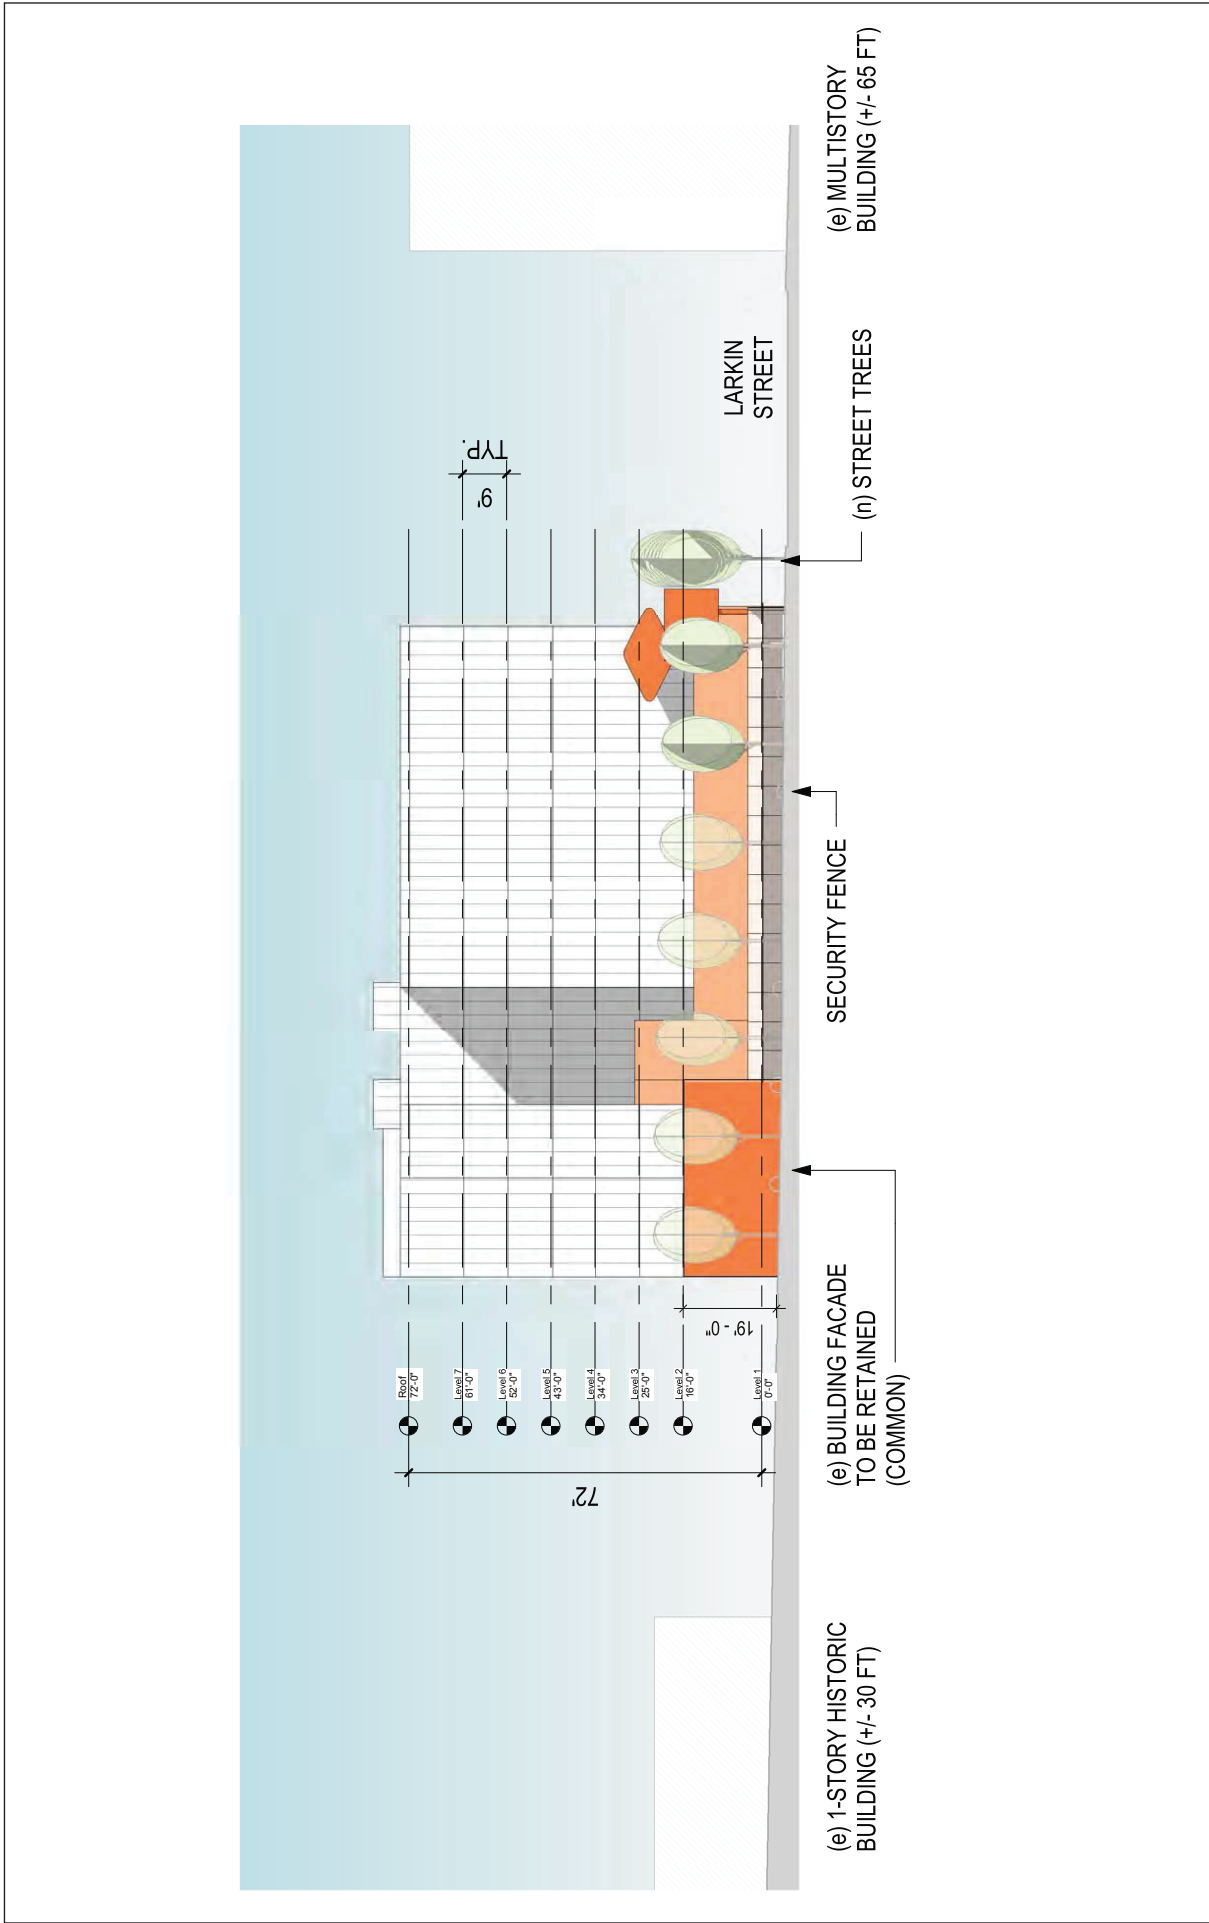 Roof
72'-0"
Level 7
61'-0"
Level 6
52'-0"
Level 5
43'-0"
Level 4
34'-0"
Level 3
25'-0"
Level 2
16'-0"
Level 1
0'-0"
72'
19' - 0"
9'
TYP.
LARKIN
STREET
(e) 1-STORY HISTORIC
BUILDING (+/- 30 FT)
(e) BUILDING FACADE
TO BE RETAINED
(COMMON)
SECURITY FENCE
(n) STREET TREES
(e) MULTISTORY
BUILDING (+/- 65 FT)